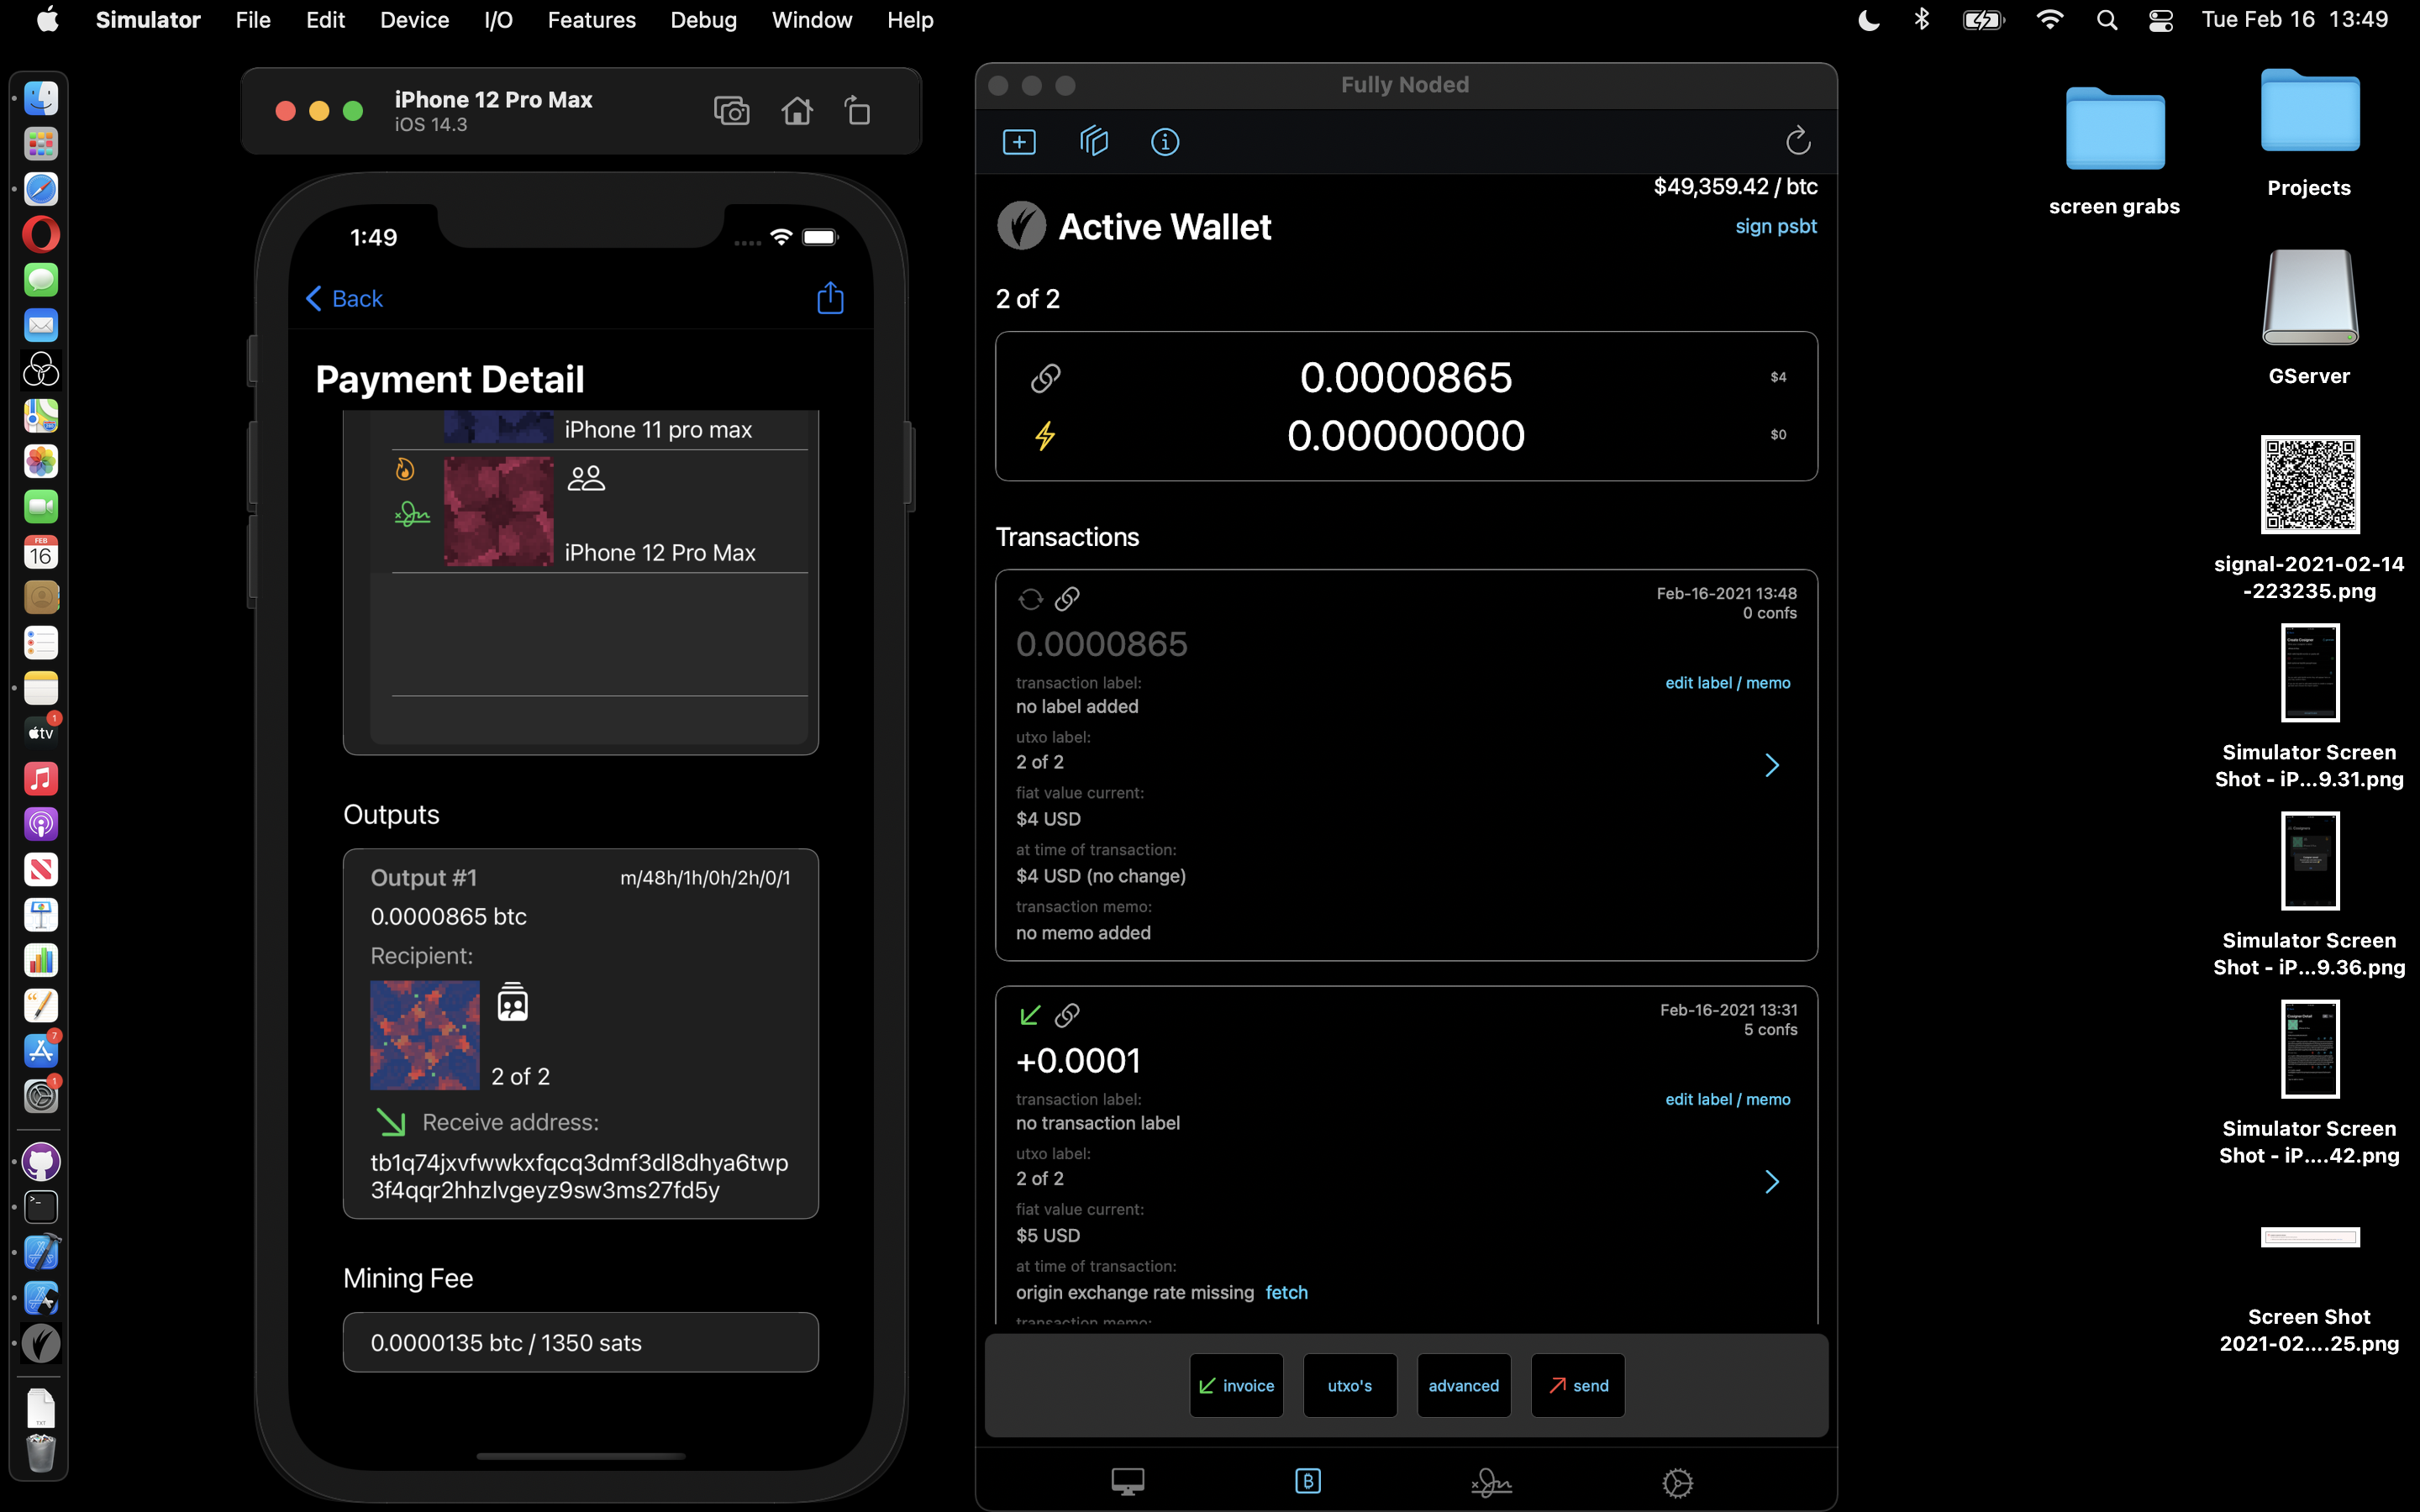 Simulator File Edit Device I/O Features Debug Window Help
Tue Feb 16 13:49
FEB
16
1
tv
7
1
TXT
iPhone 12 Pro Max
iOS 14.3
1:49
Back
Payment Detail
iPhone 11 pro max
iPhone 12 Pro Max
Outputs
Output #1 m/48h/1h/0h/2h/0/1
0.0000865 btc
Recipient:
2 of 2
Receive address:
tb1q74jxvfwwkxfqcq3dmf3dl8dhya6twp
3f4qqr2hhzlvgeyz9sw3ms27fd5y
Mining Fee
0.0000135 btc / 1350 sats
Fully Noded
$49,359.42 / btc
Active Wallet
sign psbt
2 of 2
0.0000865 $4
0.00000000 $0
Transactions
Feb-16-2021 13:48
0 confs
0.0000865
transaction label:
edit label / memo
no label added
utxo label:
2 of 2
fiat value current:
$4 USD
at time of transaction:
$4 USD (no change)
transaction memo:
no memo added
Feb-16-2021 13:31
5 confs
+0.0001
transaction label:
edit label / memo
no transaction label
utxo label:
2 of 2
fiat value current:
$5 USD
at time of transaction:
origin exchange rate missing fetch
transaction memo:
invoice utxo's advanced send
screen grabs
Projects
GServer
signal-2021-02-14
-223235.png
Simulator Screen
Shot - iP...9.31.png
Simulator Screen
Shot - iP...9.36.png
Simulator Screen
Shot - iP....42.png
Screen Shot
2021-02....25.png